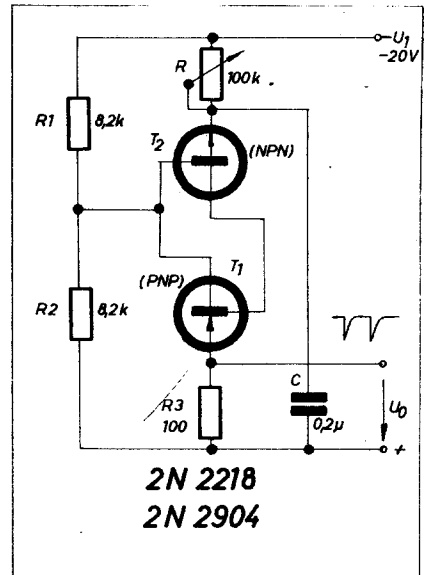 R
100k
-U1
-20V
R1
8,2k
T2
(NPN)
T1
(PNP)
R2
8,2k
R3
100
C
0,2µ
U0
+
2N 2218
2N 2904